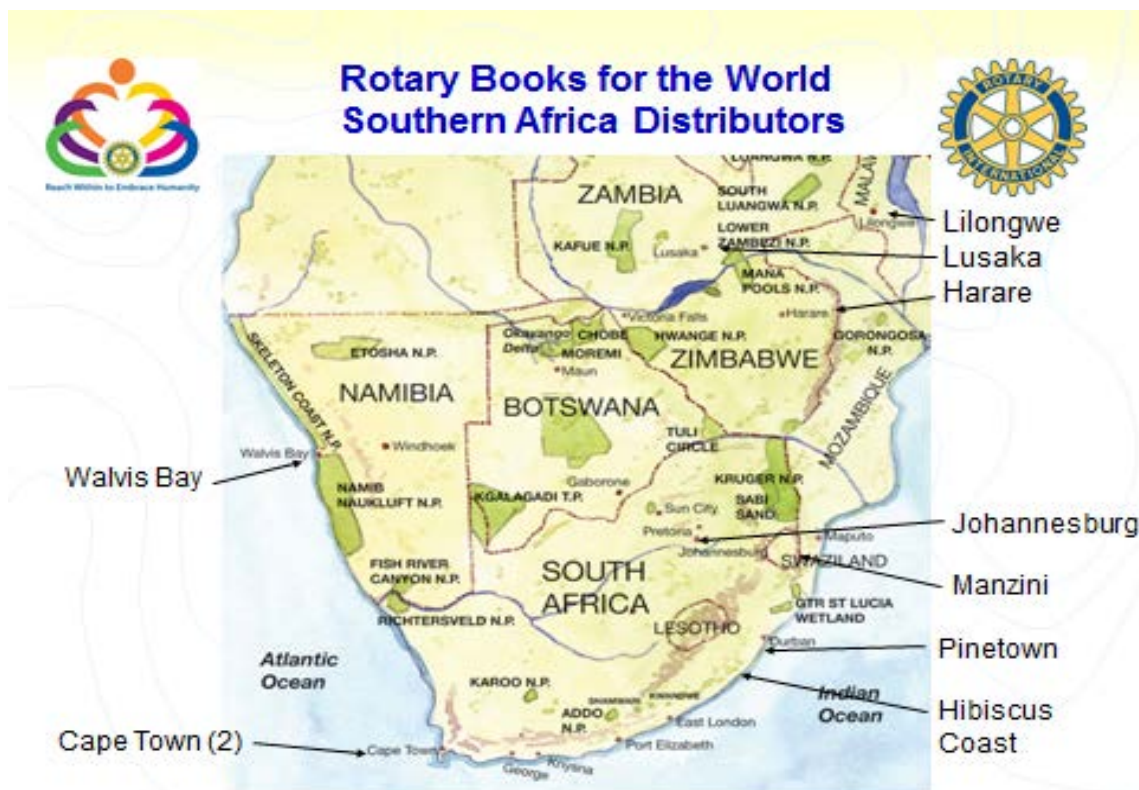 Rotary Books for the World
Southern Africa Distributors
Reach Within to Embrace Humanity
ROTARY
INTERNATIONAL
LUANGWA N.P.
ZAMBIA
SOUTH
LUANGWA N.P.
MALAW
Lilongwe
Lilongwe
KAFUE N.P.
Lusaka
LOWER
ZAMBEZI N.P.
Lusaka
MANA
POOLS N.P.
Harare
Victoria Falls
Harare
Okavango
Delta
CHOBE
HWANGE N.P.
GORONGOSA
N.P.
ETOSHA N.P.
MOREMI
ZIMBABWE
SKELETON COAST N.P.
Maun
NAMIBIA
BOTSWANA
MOZAMBIQUE
TULI
CIRCLE
Windhoek
Walvis Bay
Walvis Bay
KRUGER N.P.
NAMIB
NAUKLUFT N.P.
Gaborone
KGALAGADI T.P.
SABI
SAND
Sun City
Johannesburg
Pretoria
Maputo
Johannesburg
SWAZILAND
FISH RIVER
CANYON N.P.
SOUTH
AFRICA
Manzini
GTR ST LUCIA
WETLAND
RICHTERSVELD N.P.
LESOTHO
Durban
Pinetown
Atlantic
Ocean
KAROO N.P.
SHAMWARI
KWANDWE
Indian
Ocean
Hibiscus
Coast
ADDO
N.P.
East London
Cape Town (2)
Cape Town
Port Elizabeth
George
Knysna